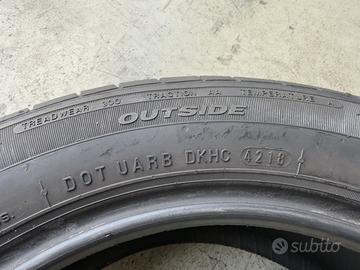 TREADWEAR 300 TRACTION AA TEMPERATURE A
OUTSIDE
DOT UARB DKHC 4218
S.
subito